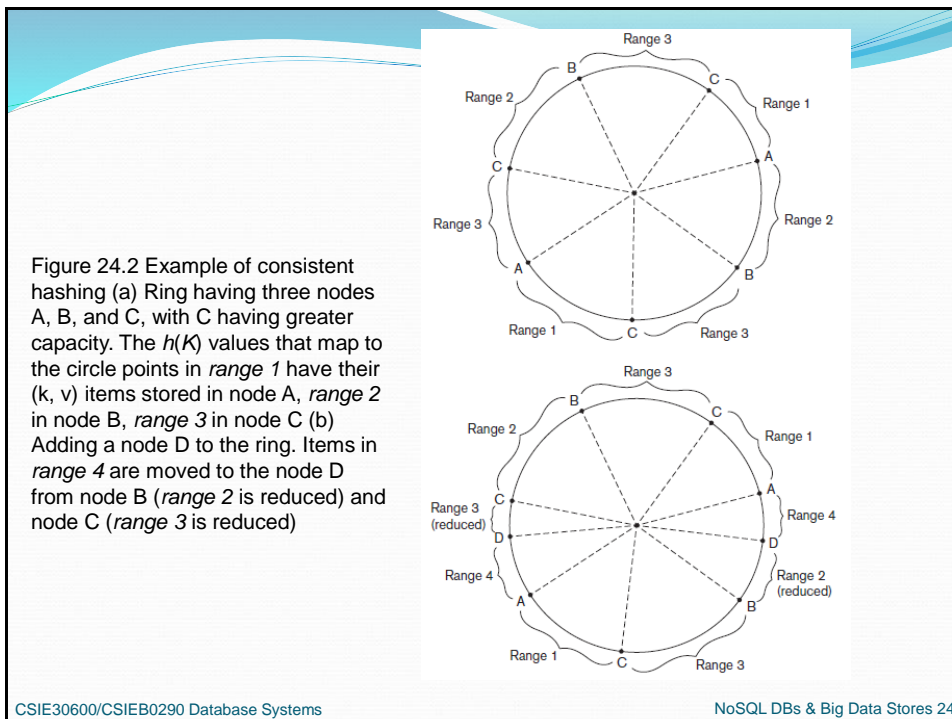 Figure 24.2 Example of consistent
hashing (a) Ring having three nodes
A, B, and C, with C having greater
capacity. The h(K) values that map to
the circle points in range 1 have their
(k, v) items stored in node A, range 2
in node B, range 3 in node C (b)
Adding a node D to the ring. Items in
range 4 are moved to the node D
from node B (range 2 is reduced) and
node C (range 3 is reduced)
Range 3
B
C
Range 2
Range 1
C
A
Range 3
Range 2
A
B
Range 1
C
Range 3
Range 3
B
C
Range 2
Range 1
C
A
Range 3
(reduced)
Range 4
D
D
Range 4
Range 2
(reduced)
A
B
Range 1
C
Range 3
CSIE30600/CSIEB0290 Database Systems
NoSQL DBs & Big Data Stores 24